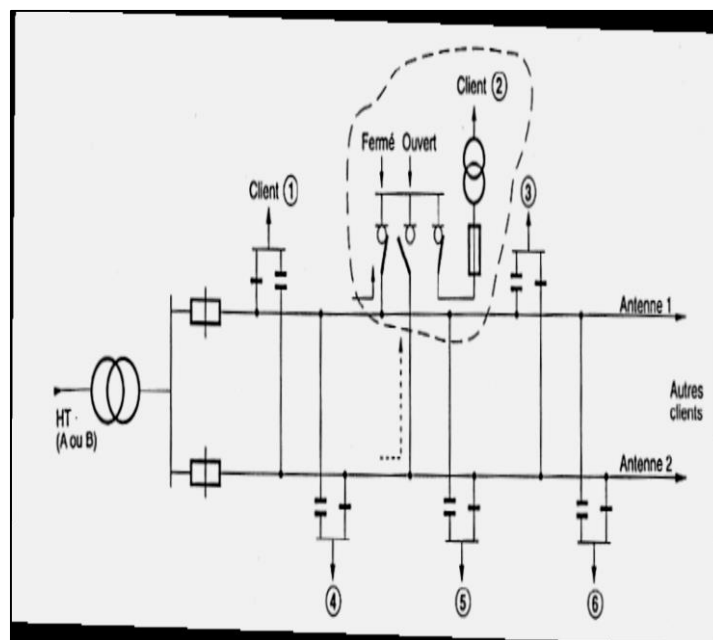 Client ②
Fermé Ouvert
Client ①
③
Antenne 1
HT
(A ou B)
Autres
clients
Antenne 2
④
⑤
⑥